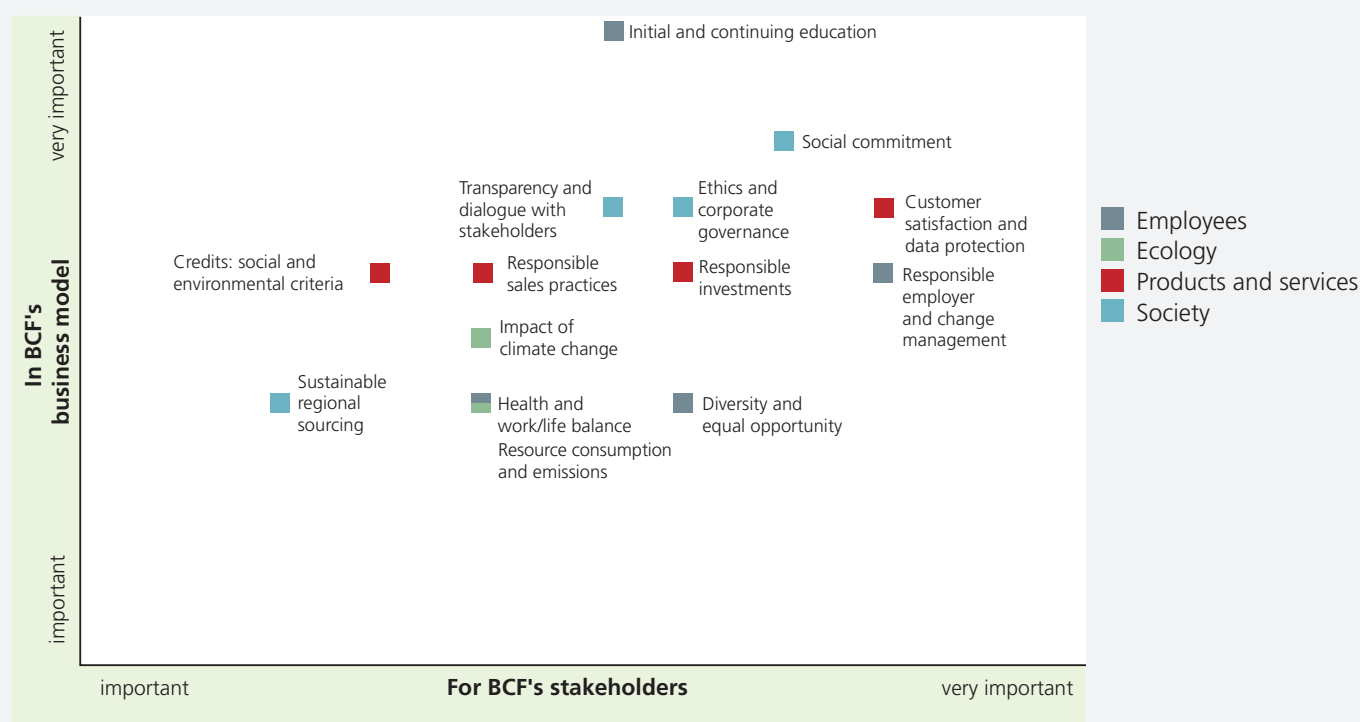 Initial and continuing education
Social commitment
Transparency and
dialogue with
stakeholders
Ethics and
corporate
governance
Customer
satisfaction and
data protection
Credits: social and
environmental criteria
Responsible
sales practices
Responsible
investments
Responsible
employer
and change
management
Impact of
climate change
Sustainable
regional
sourcing
Health and
work/life balance
Resource consumption
and emissions
Diversity and
equal opportunity
very important
In BCF's
business model
important
important
For BCF's stakeholders
very important
Employees
Ecology
Products and services
Society